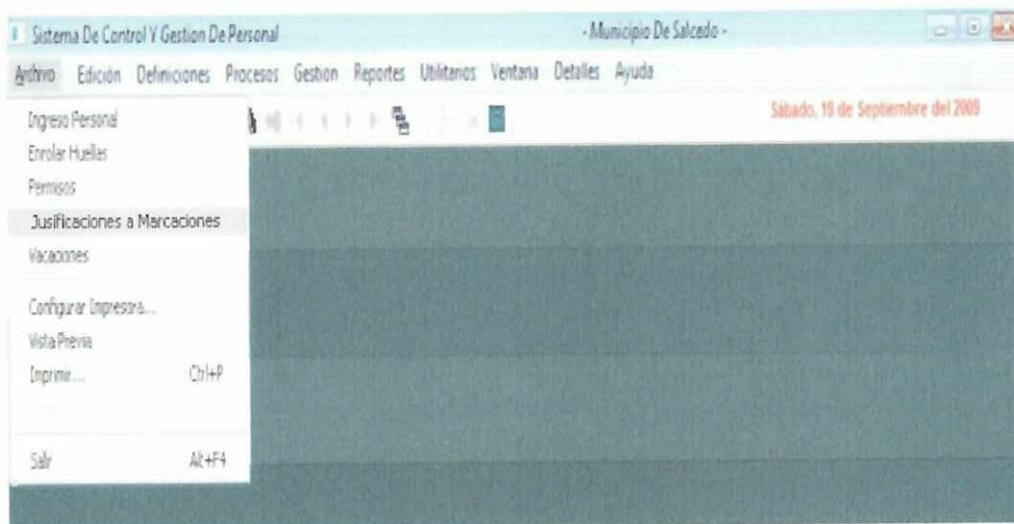 Sistema De Control Y Gestion De Personal - Municipio De Salcedo -
Archivo Edición Definiciones Procesos Gestion Reportes Utilitarios Ventana Detalles Ayuda
Sábado, 19 de Septiembre del 2009
Ingreso Personal
Enrolar Huellas
Permisos
Jusificaciones a Marcaciones
Vacaciones
Configurar Impresora...
Vista Previa
Imprimir... Ctrl+P
Salir Alt+F4